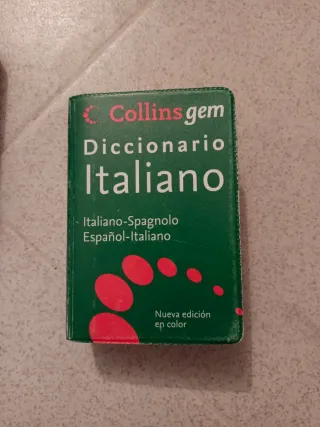 Collins gem
Diccionario
Italiano
Italiano-Spagnolo
Español-Italiano
Nueva edición
en color